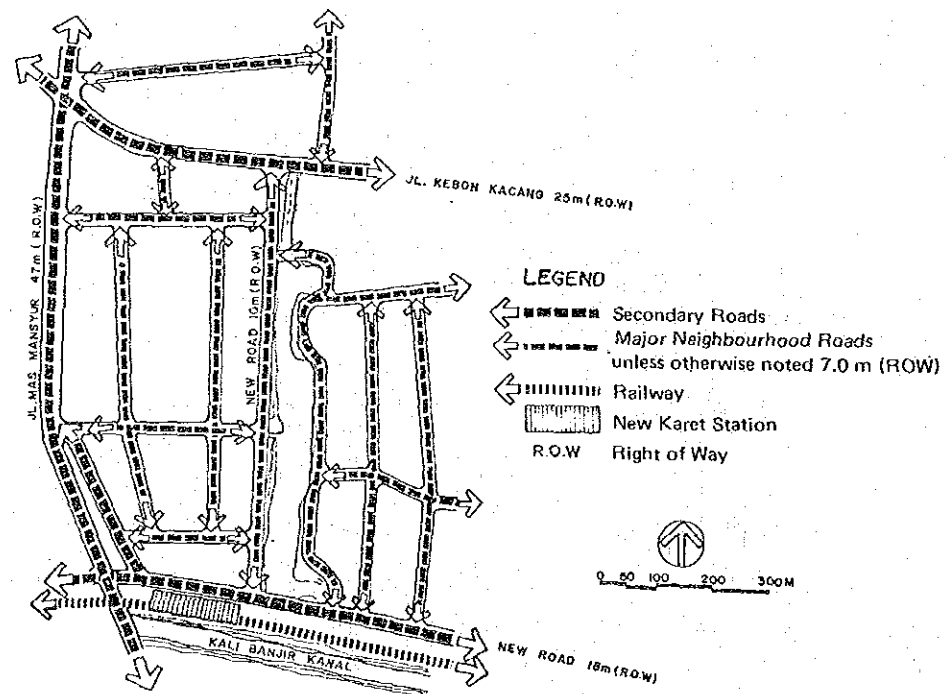 JL. KEBON KACANG 25m (R.O.W)
JL. MAS MANSYUR 47m (R.O.W)
NEW ROAD 16m (R.O.W)
LEGEND
Secondary Roads
Major Neighbourhood Roads
unless otherwise noted 7.0 m (ROW)
Railway
New Karet Station
R.O.W Right of Way
0 50 100 200 300M
KALI BANJIR KANAL
NEW ROAD 18m (R.O.W)